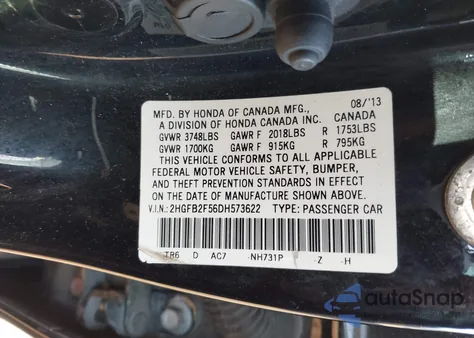 MFD. BY HONDA OF CANADA MFG., 08/'13
A DIVISION OF HONDA CANADA INC. CANADA
GVWR 3748LBS GAWR F 2018LBS R 1753LBS
GVWR 1700KG GAWR F 915KG R 795KG
THIS VEHICLE CONFORMS TO ALL APPLICABLE
FEDERAL MOTOR VEHICLE SAFETY, BUMPER,
AND THEFT PREVENTION STANDARDS IN EFFECT
ON THE DATE OF MANUFACTURE SHOWN ABOVE.
V.I.N.: 2HGFB2F56DH573622 TYPE: PASSENGER CAR
TR6 D AC7 NH731P -Z -H
autoSnap